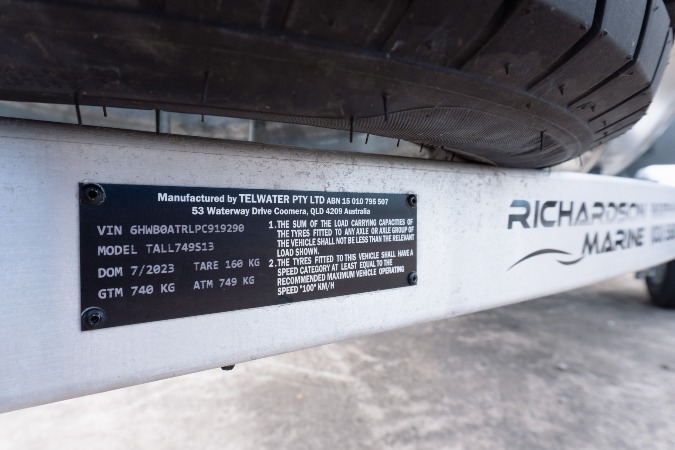 Manufactured by TELWATER PTY LTD ABN 15 010 795 507
53 Waterway Drive Coomera, QLD 4209 Australia
VIN 6HWB0ATRLPC919290
MODEL TALL749S13
DOM 7/2023 TARE 160 KG
GTM 740 KG ATM 749 KG
1.THE SUM OF THE LOAD CARRYING CAPACITIES OF
THE TYRES FITTED TO ANY AXLE OR AXLE GROUP OF
THE VEHICLE SHALL NOT BE LESS THAN THE RELEVANT
LOAD SHOWN.
2.THE TYRES FITTED TO THIS VEHICLE SHALL HAVE A
SPEED CATEGORY AT LEAST EQUAL TO THE
RECOMMENDED MAXIMUM VEHICLE OPERATING
SPEED "100" KM/H
RICHARDSON
MARINE